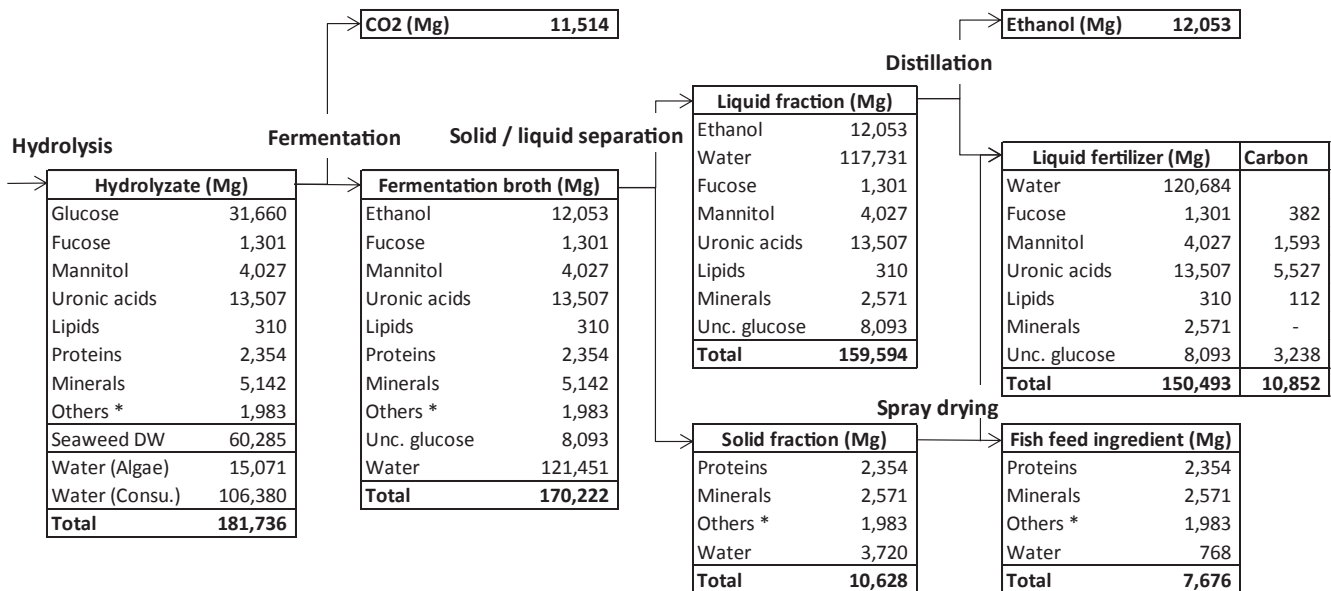 CO2 (Mg) 11,514
Ethanol (Mg) 12,053
Distillation
Hydrolysis
Fermentation
Solid / liquid separation
Hydrolyzate (Mg)
Glucose 31,660
Fucose 1,301
Mannitol 4,027
Uronic acids 13,507
Lipids 310
Proteins 2,354
Minerals 5,142
Others * 1,983
Seaweed DW 60,285
Water (Algae) 15,071
Water (Consu.) 106,380
Total 181,736
Fermentation broth (Mg)
Ethanol 12,053
Fucose 1,301
Mannitol 4,027
Uronic acids 13,507
Lipids 310
Proteins 2,354
Minerals 5,142
Others * 1,983
Unc. glucose 8,093
Water 121,451
Total 170,222
Liquid fraction (Mg)
Ethanol 12,053
Water 117,731
Fucose 1,301
Mannitol 4,027
Uronic acids 13,507
Lipids 310
Minerals 2,571
Unc. glucose 8,093
Total 159,594
Liquid fertilizer (Mg) Carbon
Water 120,684
Fucose 1,301 382
Mannitol 4,027 1,593
Uronic acids 13,507 5,527
Lipids 310 112
Minerals 2,571 -
Unc. glucose 8,093 3,238
Total 150,493 10,852
Spray drying
Solid fraction (Mg)
Proteins 2,354
Minerals 2,571
Others * 1,983
Water 3,720
Total 10,628
Fish feed ingredient (Mg)
Proteins 2,354
Minerals 2,571
Others * 1,983
Water 768
Total 7,676